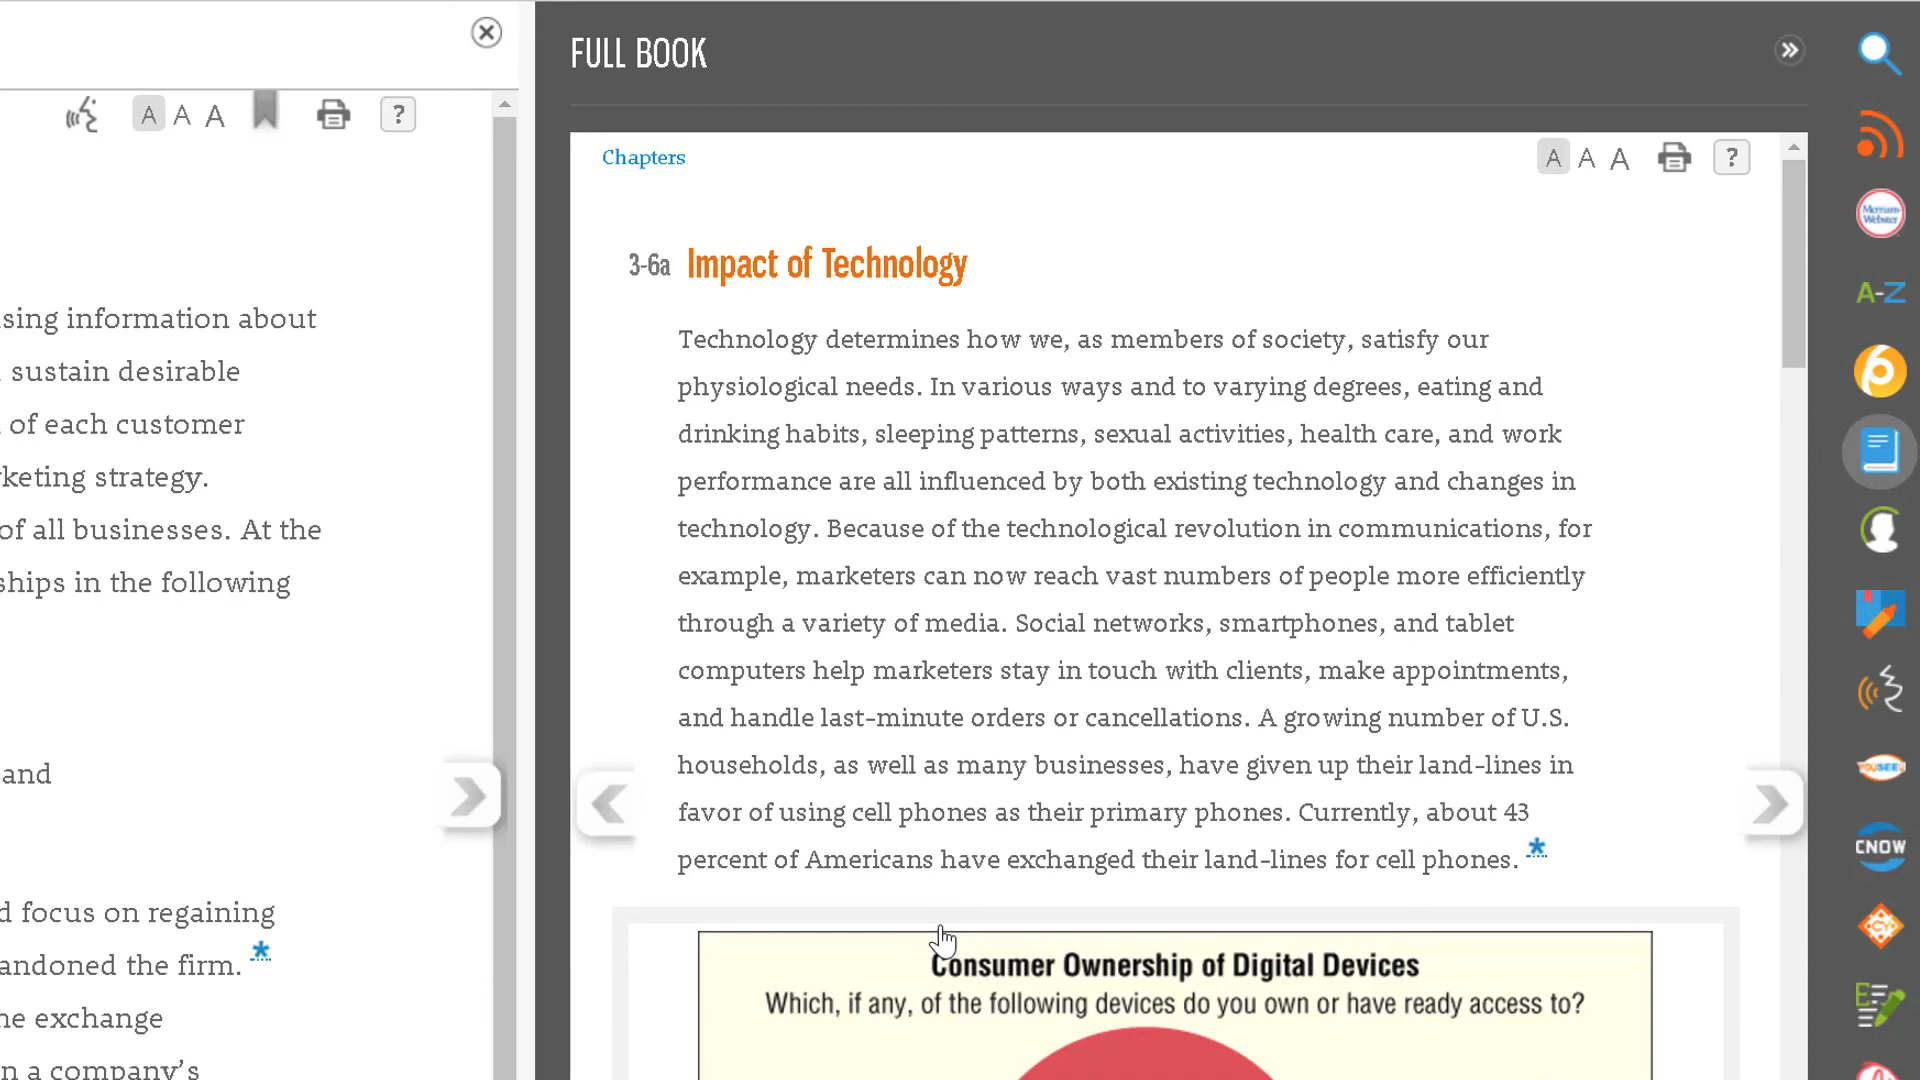 FULL BOOK
A A A
?
Chapters
A A A
?
sing information about
sustain desirable
of each customer
keting strategy.
of all businesses. At the
ships in the following
and
d focus on regaining
andoned the firm. *
ne exchange
n a company's
3-6a Impact of Technology
Technology determines how we, as members of society, satisfy our
physiological needs. In various ways and to varying degrees, eating and
drinking habits, sleeping patterns, sexual activities, health care, and work
performance are all influenced by both existing technology and changes in
technology. Because of the technological revolution in communications, for
example, marketers can now reach vast numbers of people more efficiently
through a variety of media. Social networks, smartphones, and tablet
computers help marketers stay in touch with clients, make appointments,
and handle last-minute orders or cancellations. A growing number of U.S.
households, as well as many businesses, have given up their land-lines in
favor of using cell phones as their primary phones. Currently, about 43
percent of Americans have exchanged their land-lines for cell phones. *
Consumer Ownership of Digital Devices
Which, if any, of the following devices do you own or have ready access to?
Merriam-
Webster
A-Z
YOUSEEU
CNOW
CY
E